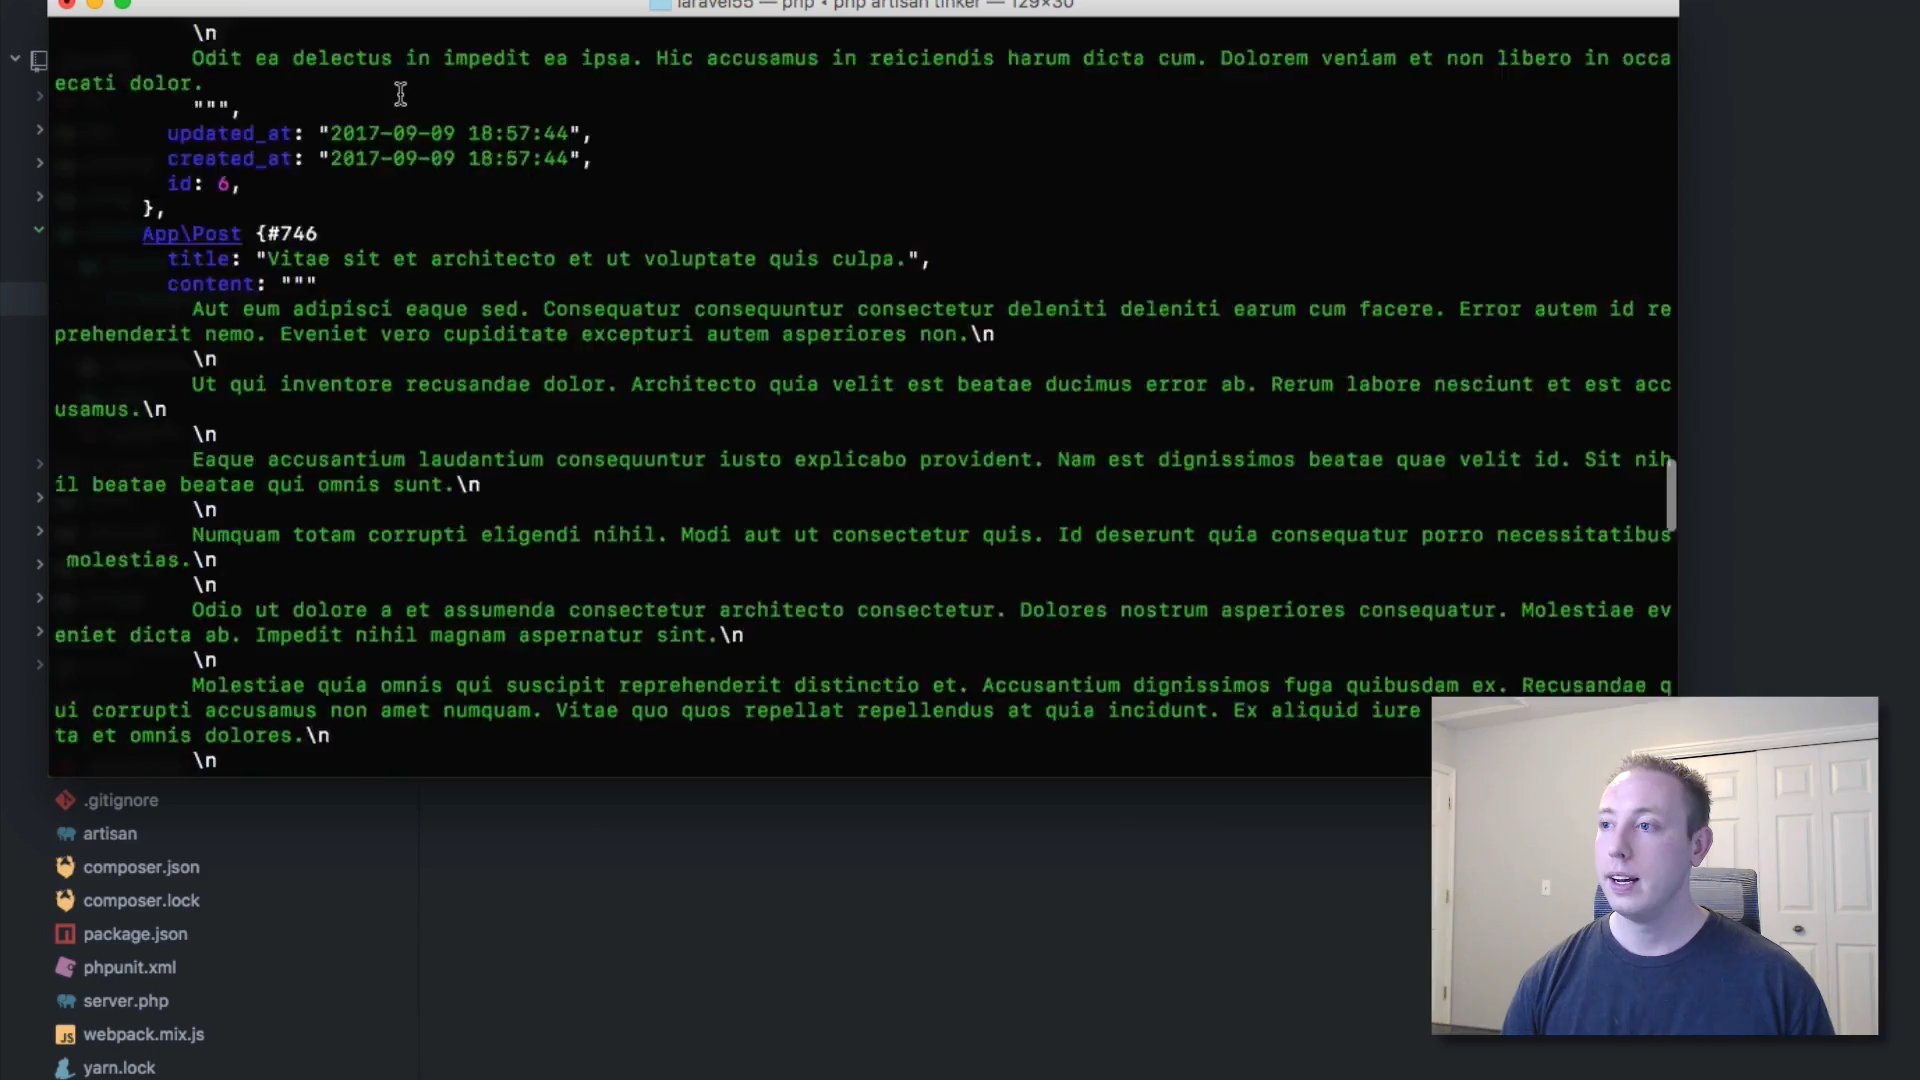 laravel55 — php • php artisan tinker — 129×30
\n
Odit ea delectus in impedit ea ipsa. Hic accusamus in reiciendis harum dicta cum. Dolorem veniam et non libero in occa
ecati dolor.
""",
updated_at: "2017-09-09 18:57:44",
created_at: "2017-09-09 18:57:44",
id: 6,
},
App\Post {#746
title: "Vitae sit et architecto et ut voluptate quis culpa.",
content: """
Aut eum adipisci eaque sed. Consequatur consequuntur consectetur deleniti deleniti earum cum facere. Error autem id re
prehenderit nemo. Eveniet vero cupiditate excepturi autem asperiores non.\n
\n
Ut qui inventore recusandae dolor. Architecto quia velit est beatae ducimus error ab. Rerum labore nesciunt et est acc
usamus.\n
\n
Eaque accusantium laudantium consequuntur iusto explicabo provident. Nam est dignissimos beatae quae velit id. Sit nih
il beatae beatae qui omnis sunt.\n
\n
Numquam totam corrupti eligendi nihil. Modi aut ut consectetur quis. Id deserunt quia consequatur porro necessitatibus
molestias.\n
\n
Odio ut dolore a et assumenda consectetur architecto consectetur. Dolores nostrum asperiores consequatur. Molestiae ev
eniet dicta ab. Impedit nihil magnam aspernatur sint.\n
\n
Molestiae quia omnis qui suscipit reprehenderit distinctio et. Accusantium dignissimos fuga quibusdam ex. Recusandae q
ui corrupti accusamus non amet numquam. Vitae quo quos repellat repellendus at quia incidunt. Ex aliquid iure
ta et omnis dolores.\n
\n
.gitignore
artisan
composer.json
composer.lock
package.json
phpunit.xml
server.php
JS webpack.mix.js
yarn.lock